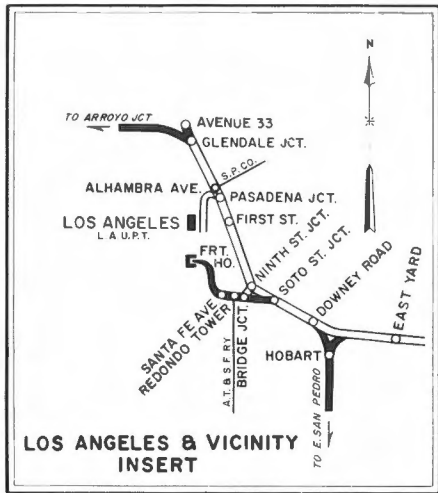 N
TO ARROYO JCT
AVENUE 33
GLENDALE JCT.
S.P. CO.
ALHAMBRA AVE.
PASADENA JCT.
LOS ANGELES
L A U.P.T.
FIRST ST.
FRT.
HO.
NINTH ST. JCT.
SOTO ST. JCT.
DOWNEY ROAD
EAST YARD
SANTA FE AVE
REDONDO TOWER
A.T. & S F RY
BRIDGE JCT.
HOBART
TO E. SAN PEDRO
LOS ANGELES & VICINITY
INSERT